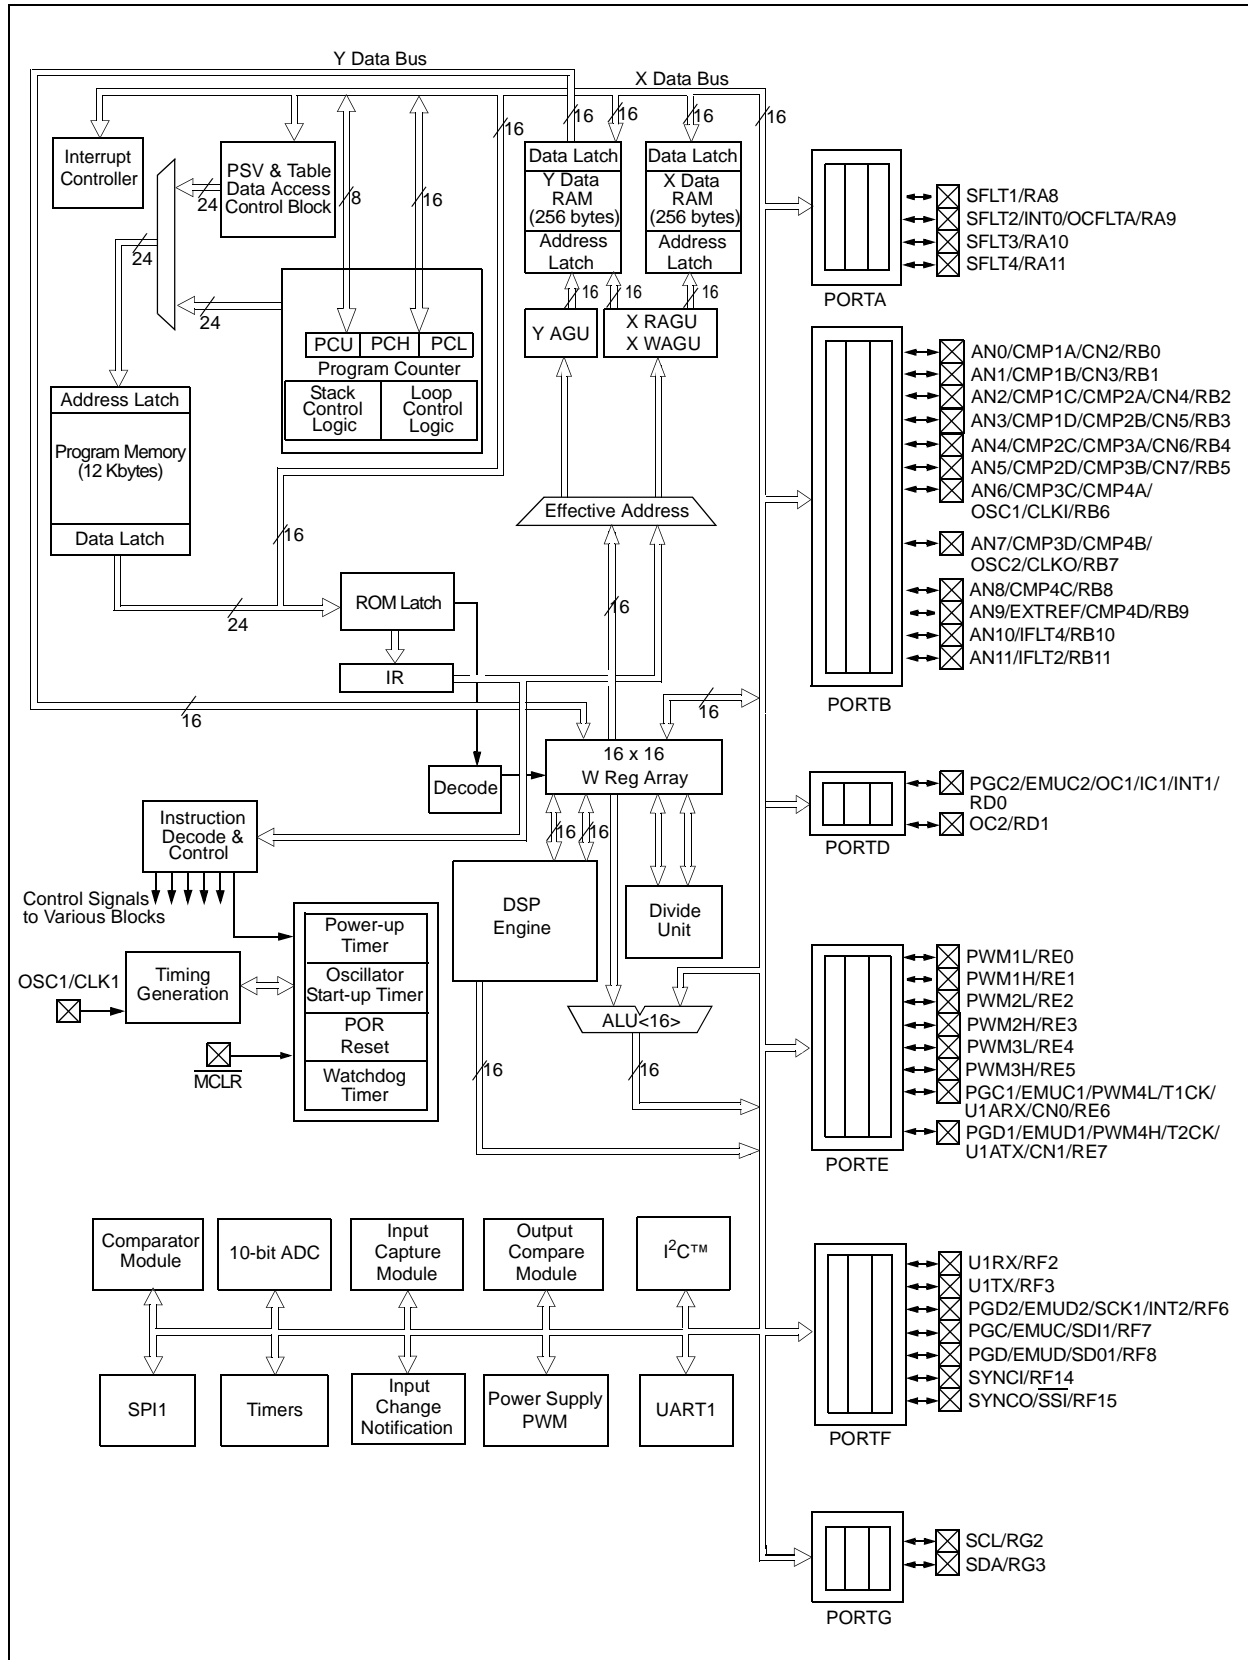 Y Data Bus
X Data Bus
16
16
16
16
16
Interrupt
Controller
PSV & Table
Data Access
Control Block
24
8
16
24
24
Data Latch
Y Data
RAM
(256 bytes)
Address
Latch
Data Latch
X Data
RAM
(256 bytes)
Address
Latch
16
16
16
Y AGU
X RAGU
X WAGU
PCU
PCH
PCL
Program Counter
Stack
Control
Logic
Loop
Control
Logic
Address Latch
Program Memory
(12 Kbytes)
Data Latch
16
24
Effective Address
16
ROM Latch
IR
16
16
16 x 16
W Reg Array
Decode
Instruction
Decode &
Control
Control Signals
to Various Blocks
16
16
DSP
Engine
Divide
Unit
Power-up
Timer
Oscillator
Start-up Timer
POR
Reset
Watchdog
Timer
OSC1/CLK1
Timing
Generation
MCLR
ALU<16>
16
16
Comparator
Module
10-bit ADC
Input
Capture
Module
Output
Compare
Module
I²C™
SPI1
Timers
Input
Change
Notification
Power Supply
PWM
UART1
SFLT1/RA8
SFLT2/INT0/OCFLTA/RA9
SFLT3/RA10
SFLT4/RA11
PORTA
AN0/CMP1A/CN2/RB0
AN1/CMP1B/CN3/RB1
AN2/CMP1C/CMP2A/CN4/RB2
AN3/CMP1D/CMP2B/CN5/RB3
AN4/CMP2C/CMP3A/CN6/RB4
AN5/CMP2D/CMP3B/CN7/RB5
AN6/CMP3C/CMP4A/
OSC1/CLKI/RB6
AN7/CMP3D/CMP4B/
OSC2/CLKO/RB7
AN8/CMP4C/RB8
AN9/EXTREF/CMP4D/RB9
AN10/IFLT4/RB10
AN11/IFLT2/RB11
PORTB
PGC2/EMUC2/OC1/IC1/INT1/
RD0
OC2/RD1
PORTD
PWM1L/RE0
PWM1H/RE1
PWM2L/RE2
PWM2H/RE3
PWM3L/RE4
PWM3H/RE5
PGC1/EMUC1/PWM4L/T1CK/
U1ARX/CN0/RE6
PGD1/EMUD1/PWM4H/T2CK/
U1ATX/CN1/RE7
PORTE
U1RX/RF2
U1TX/RF3
PGD2/EMUD2/SCK1/INT2/RF6
PGC/EMUC/SDI1/RF7
PGD/EMUD/SD01/RF8
SYNCI/RF14
SYNCO/SSI/RF15
PORTF
SCL/RG2
SDA/RG3
PORTG